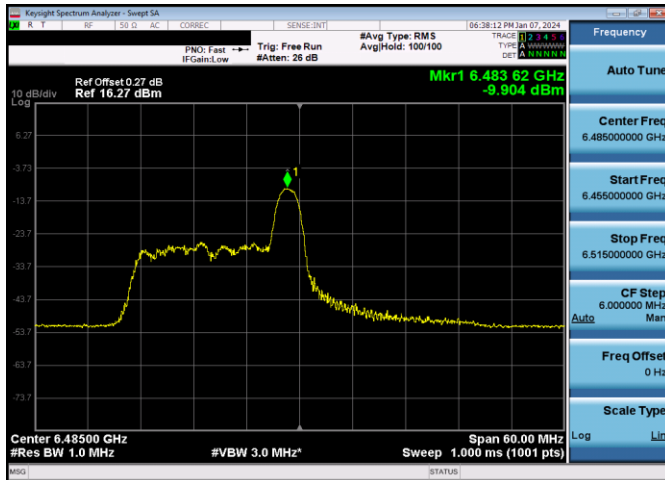 Keysight Spectrum Analyzer - Swept SA
R T RF 50 Ω AC CORREC SENSE:INT 06:38:12 PM Jan 07, 2024
PNO: Fast
IFGain:Low
Trig: Free Run
#Atten: 26 dB
#Avg Type: RMS
Avg|Hold: 100/100
TRACE 1 2 3 4 5 6
TYPE A WWWWW
DET A N N N N N
Frequency
Ref Offset 0.27 dB
Ref 16.27 dBm
10 dB/div
Log
Mkr1 6.483 62 GHz
-9.904 dBm
6.27
-3.73
-13.7
-23.7
-33.7
-43.7
-53.7
-63.7
-73.7
1
Center 6.48500 GHz
#Res BW 1.0 MHz
#VBW 3.0 MHz*
Span 60.00 MHz
Sweep 1.000 ms (1001 pts)
Auto Tune
Center Freq
6.485000000 GHz
Start Freq
6.455000000 GHz
Stop Freq
6.515000000 GHz
CF Step
6.000000 MHz
Auto Man
Freq Offset
0 Hz
Scale Type
Log Lin
MSG STATUS